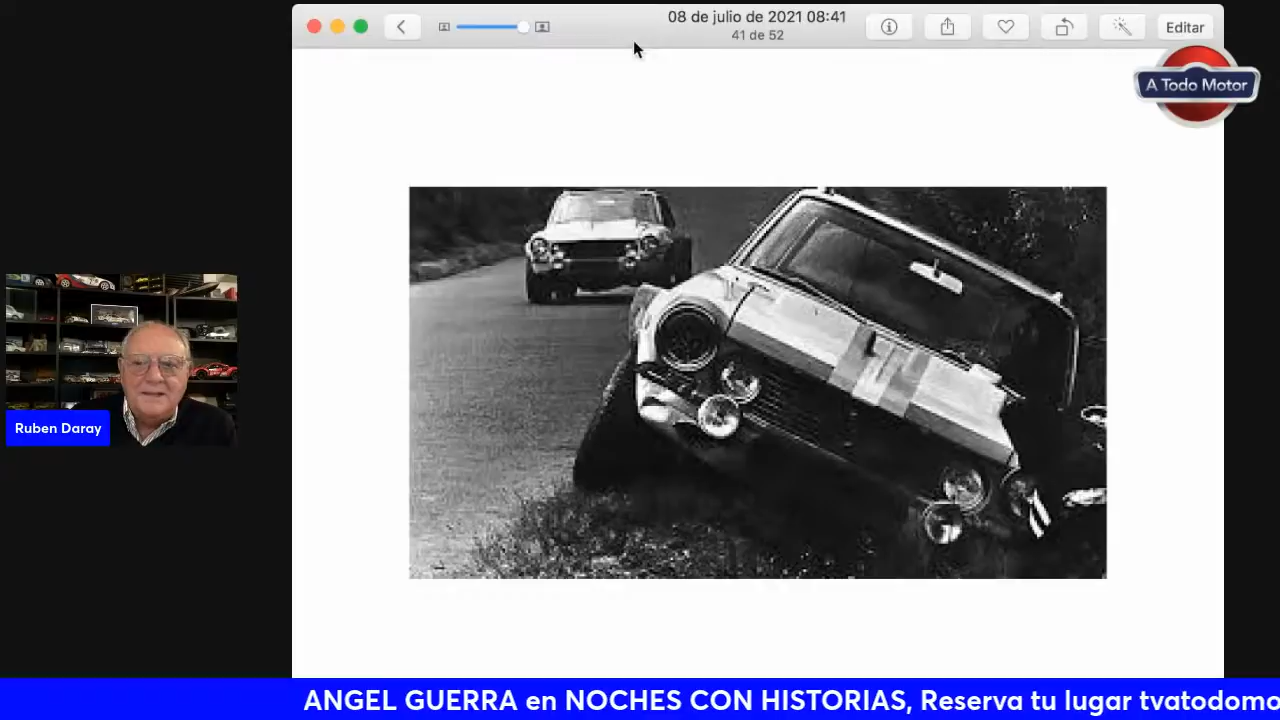 08 de julio de 2021 08:41
41 de 52
Editar
A Todo Motor
Ruben Daray
ANGEL GUERRA en NOCHES CON HISTORIAS, Reserva tu lugar tvatodomo